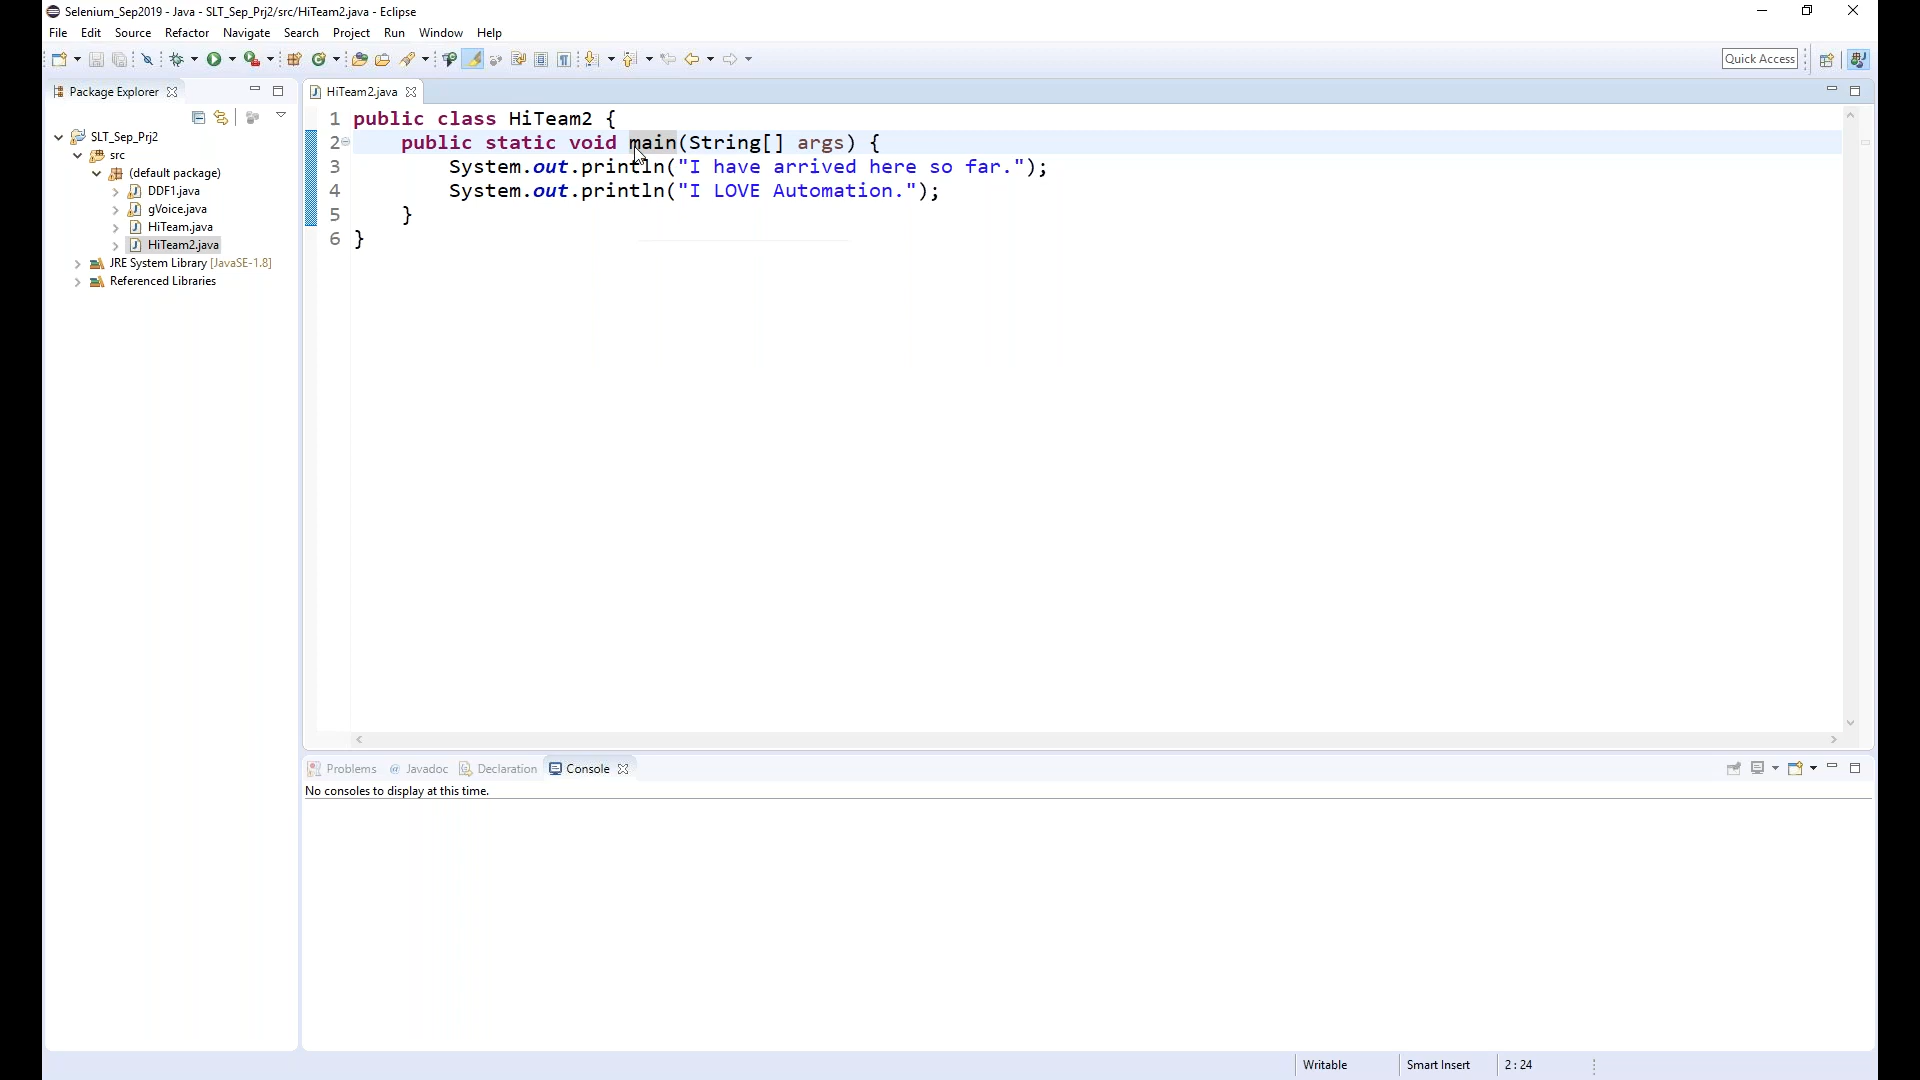 Selenium_Sep2019 - Java - SLT_Sep_Prj2/src/HiTeam2.java - Eclipse
File Edit Source Refactor Navigate Search Project Run Window Help
Quick Access
Package Explorer
HiTeam2.java
SLT_Sep_Prj2
src
(default package)
DDF1.java
gVoice.java
HiTeam.java
HiTeam2.java
JRE System Library [JavaSE-1.8]
Referenced Libraries
1 public class HiTeam2 {
2 public static void main(String[] args) {
3 System.out.println("I have arrived here so far.");
4 System.out.println("I LOVE Automation.");
5 }
6 }
Problems @ Javadoc Declaration Console
No consoles to display at this time.
Writable Smart Insert 2 : 24